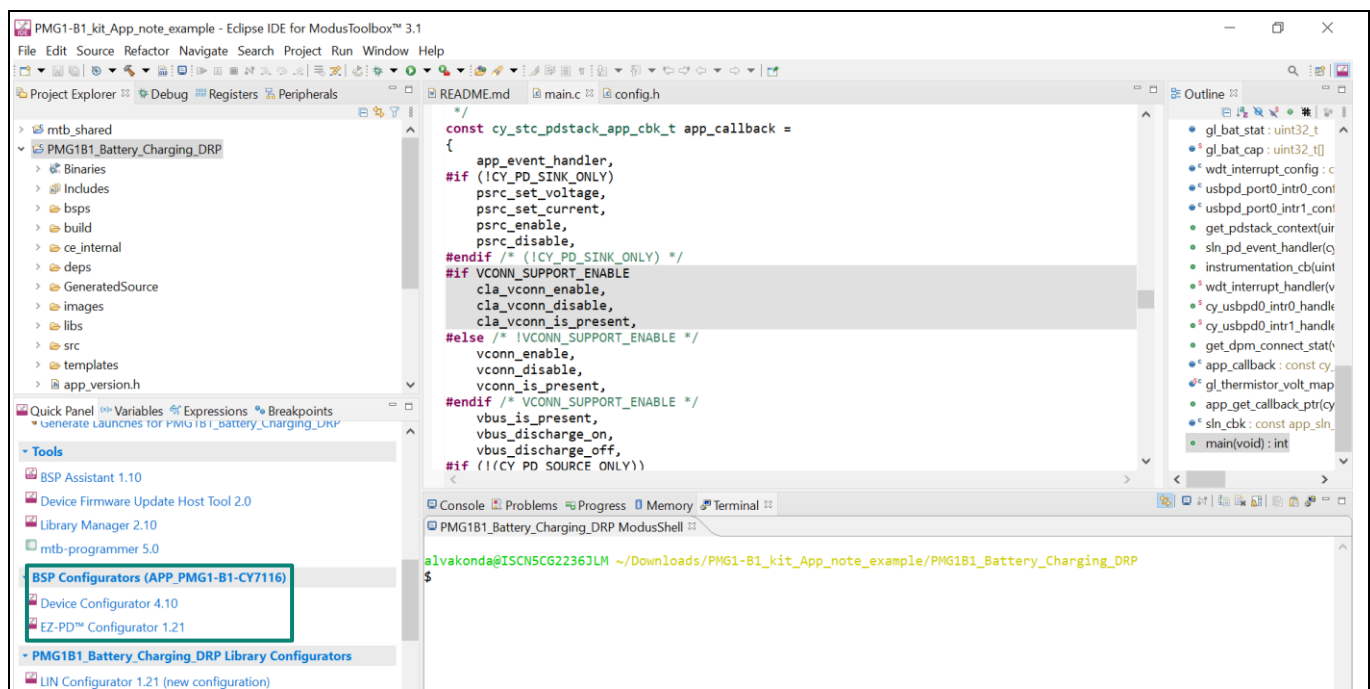 PMG1-B1_kit_App_note_example - Eclipse IDE for ModusToolbox™ 3.1
File Edit Source Refactor Navigate Search Project Run Window Help
Project Explorer Debug Registers Peripherals
mtb_shared
PMG1B1_Battery_Charging_DRP
Binaries
Includes
bsps
build
ce_internal
deps
GeneratedSource
images
libs
src
templates
app_version.h
Quick Panel Variables Expressions Breakpoints
Generate Launches for PMG1B1_Battery_Charging_DRP
Tools
BSP Assistant 1.10
Device Firmware Update Host Tool 2.0
Library Manager 2.10
mtb-programmer 5.0
BSP Configurators (APP_PMG1-B1-CY7116)
Device Configurator 4.10
EZ-PD™ Configurator 1.21
PMG1B1_Battery_Charging_DRP Library Configurators
LIN Configurator 1.21 (new configuration)
README.md main.c config.h
*/
const cy_stc_pdstack_app_cbk_t app_callback =
{
app_event_handler,
#if (!CY_PD_SINK_ONLY)
psrc_set_voltage,
psrc_set_current,
psrc_enable,
psrc_disable,
#endif /* (!CY_PD_SINK_ONLY) */
#if VCONN_SUPPORT_ENABLE
cla_vconn_enable,
cla_vconn_disable,
cla_vconn_is_present,
#else /* !VCONN_SUPPORT_ENABLE */
vconn_enable,
vconn_disable,
vconn_is_present,
#endif /* VCONN_SUPPORT_ENABLE */
vbus_is_present,
vbus_discharge_on,
vbus_discharge_off,
#if (!(CY_PD_SOURCE_ONLY))
Console Problems Progress Memory Terminal
PMG1B1_Battery_Charging_DRP ModusShell
alvakonda@ISCN5CG2236JLM ~/Downloads/PMG1-B1_kit_App_note_example/PMG1B1_Battery_Charging_DRP
$
Outline
gl_bat_stat : uint32_t
gl_bat_cap : uint32_t[]
wdt_interrupt_config : c
usbpd_port0_intr0_conf
usbpd_port0_intr1_conf
get_pdstack_context(uir
sln_pd_event_handler(cy
instrumentation_cb(uint
wdt_interrupt_handler(v
cy_usbpd0_intr0_handle
cy_usbpd0_intr1_handle
get_dpm_connect_stat(
app_callback : const cy_
gl_thermistor_volt_map
app_get_callback_ptr(cy
sln_cbk : const app_sln_
main(void) : int